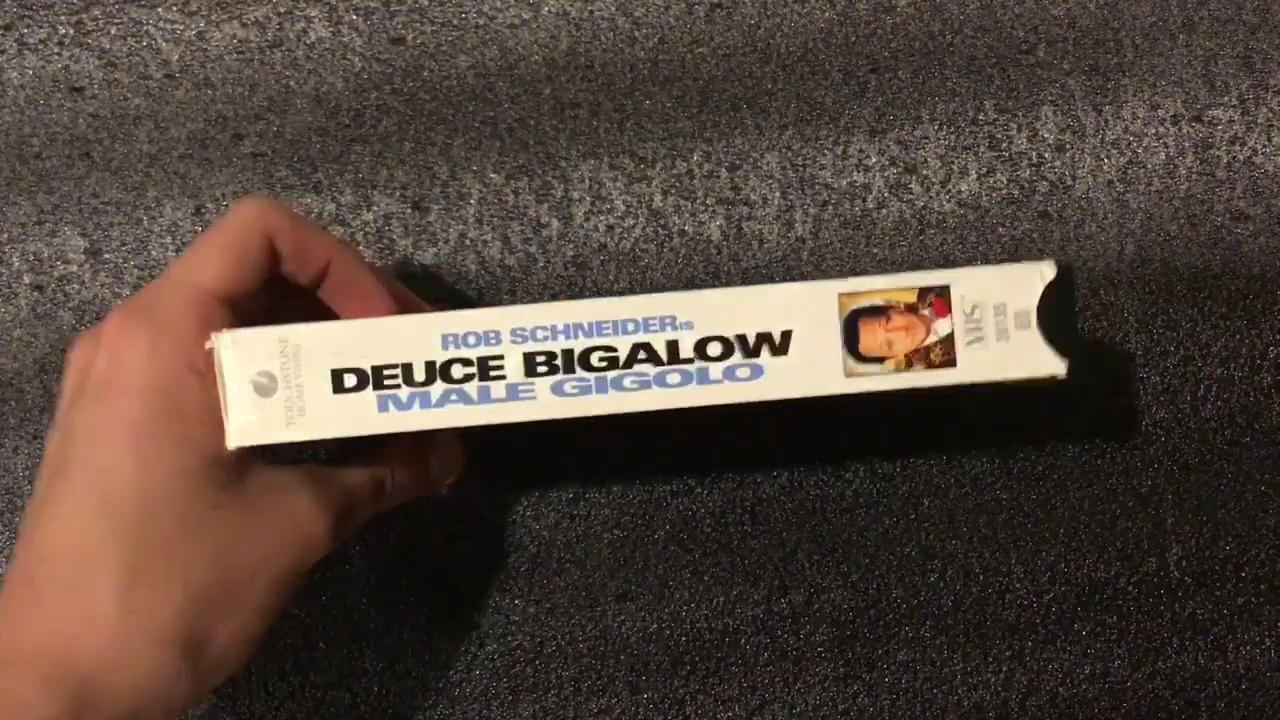 TOUCHSTONE
HOME VIDEO
ROB SCHNEIDER IS
DEUCE BIGALOW
MALE GIGOLO
VHS